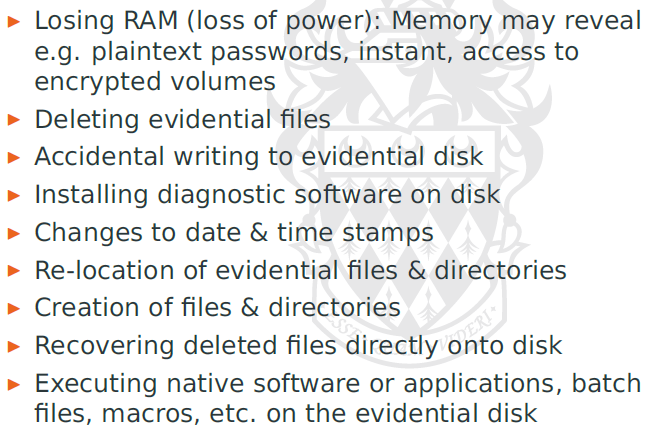 ▶ Losing RAM (loss of power): Memory may reveal
e.g. plaintext passwords, instant, access to
encrypted volumes
▶ Deleting evidential files
▶ Accidental writing to evidential disk
▶ Installing diagnostic software on disk
▶ Changes to date & time stamps
▶ Re-location of evidential files & directories
▶ Creation of files & directories
▶ Recovering deleted files directly onto disk
▶ Executing native software or applications, batch
files, macros, etc. on the evidential disk